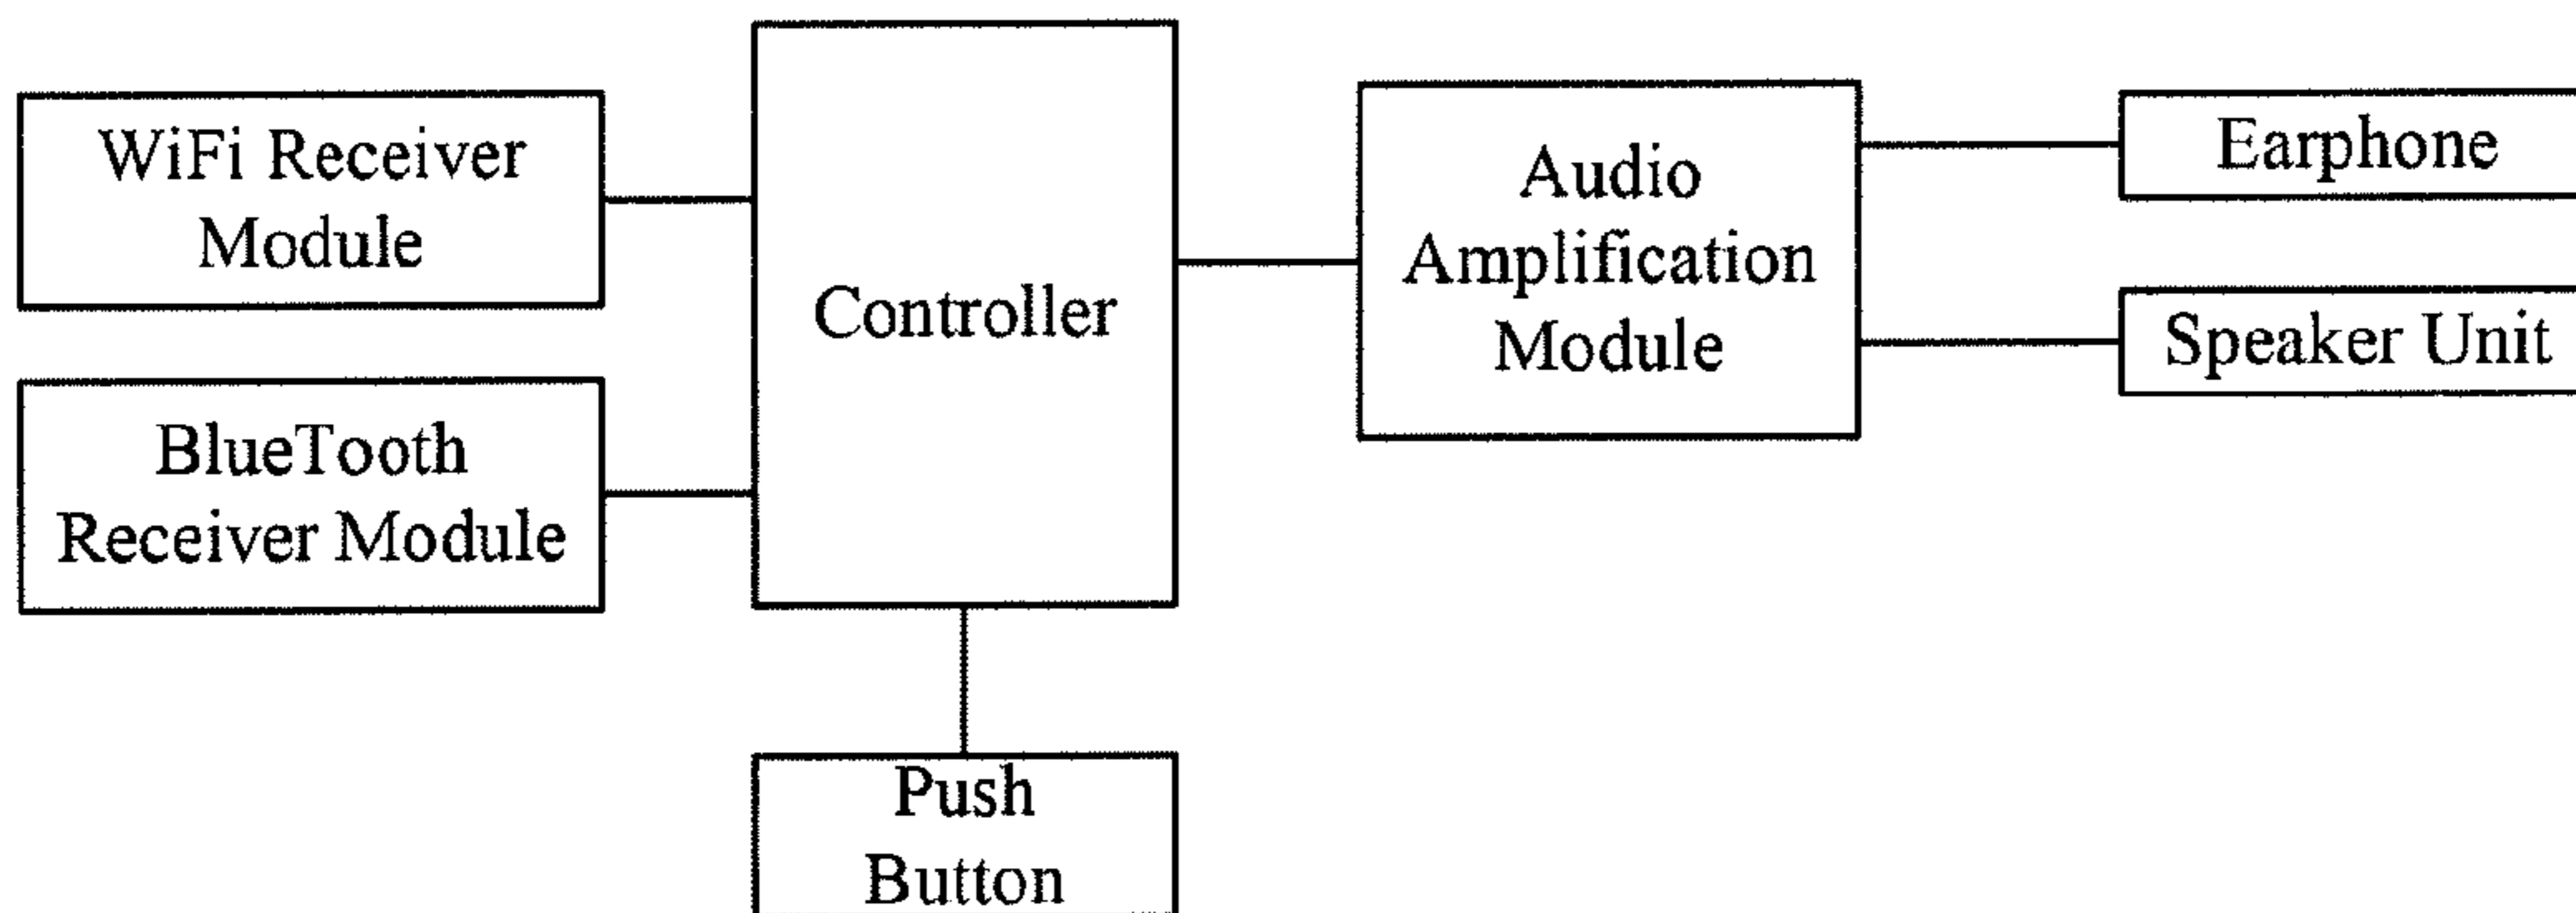 WiFi Receiver
Module
BlueTooth
Receiver Module
Controller
Push
Button
Audio
Amplification
Module
Earphone
Speaker Unit